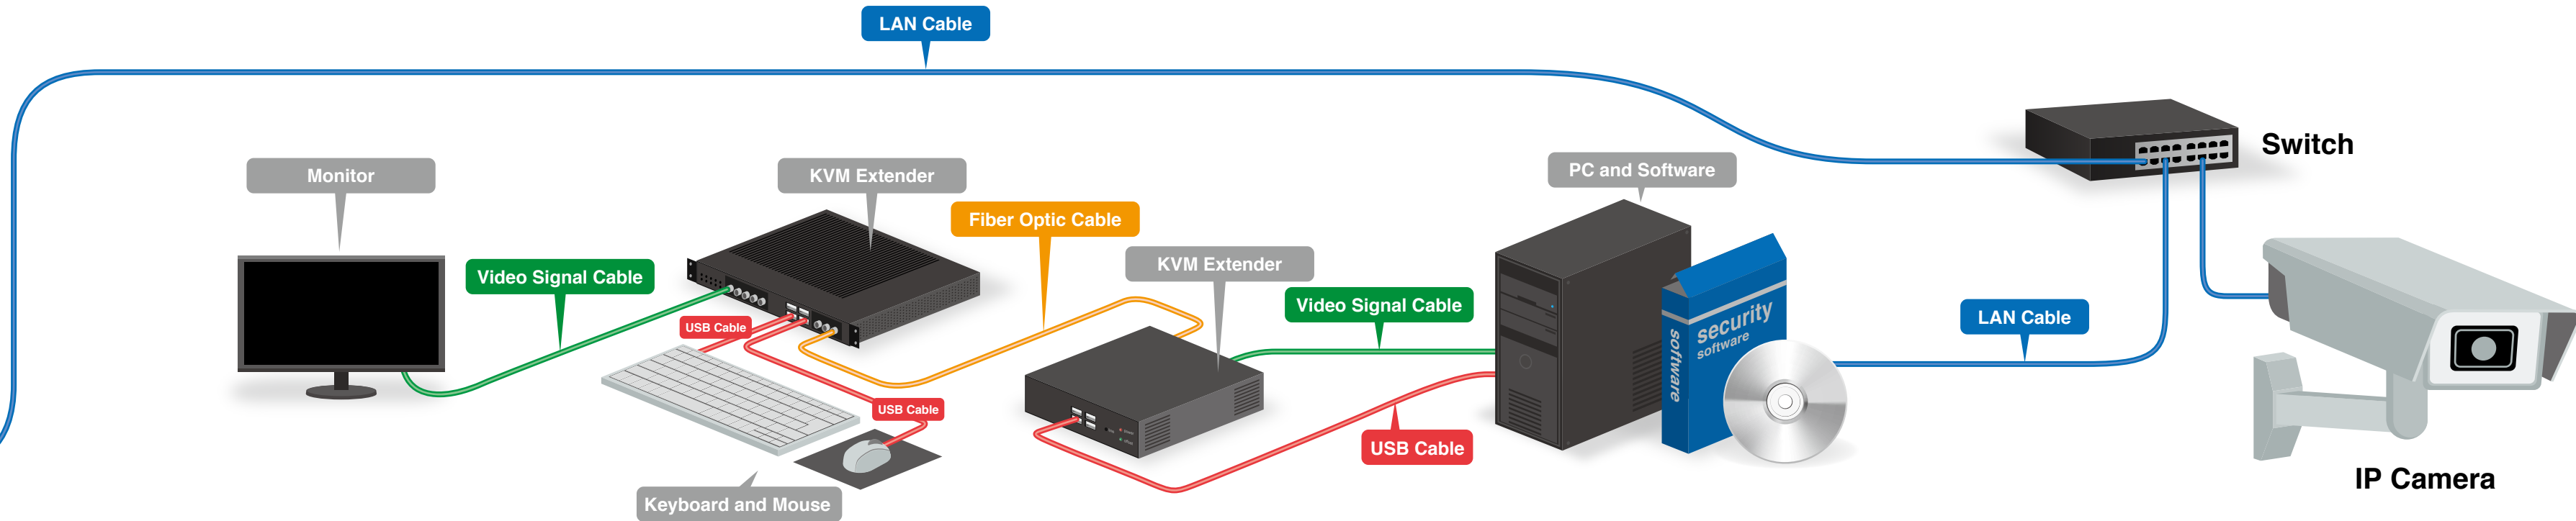 LAN Cable
Switch
Monitor
KVM Extender
PC and Software
Fiber Optic Cable
KVM Extender
Video Signal Cable
Video Signal Cable
USB Cable
LAN Cable
security
software
software
USB Cable
USB Cable
IP Camera
Keyboard and Mouse